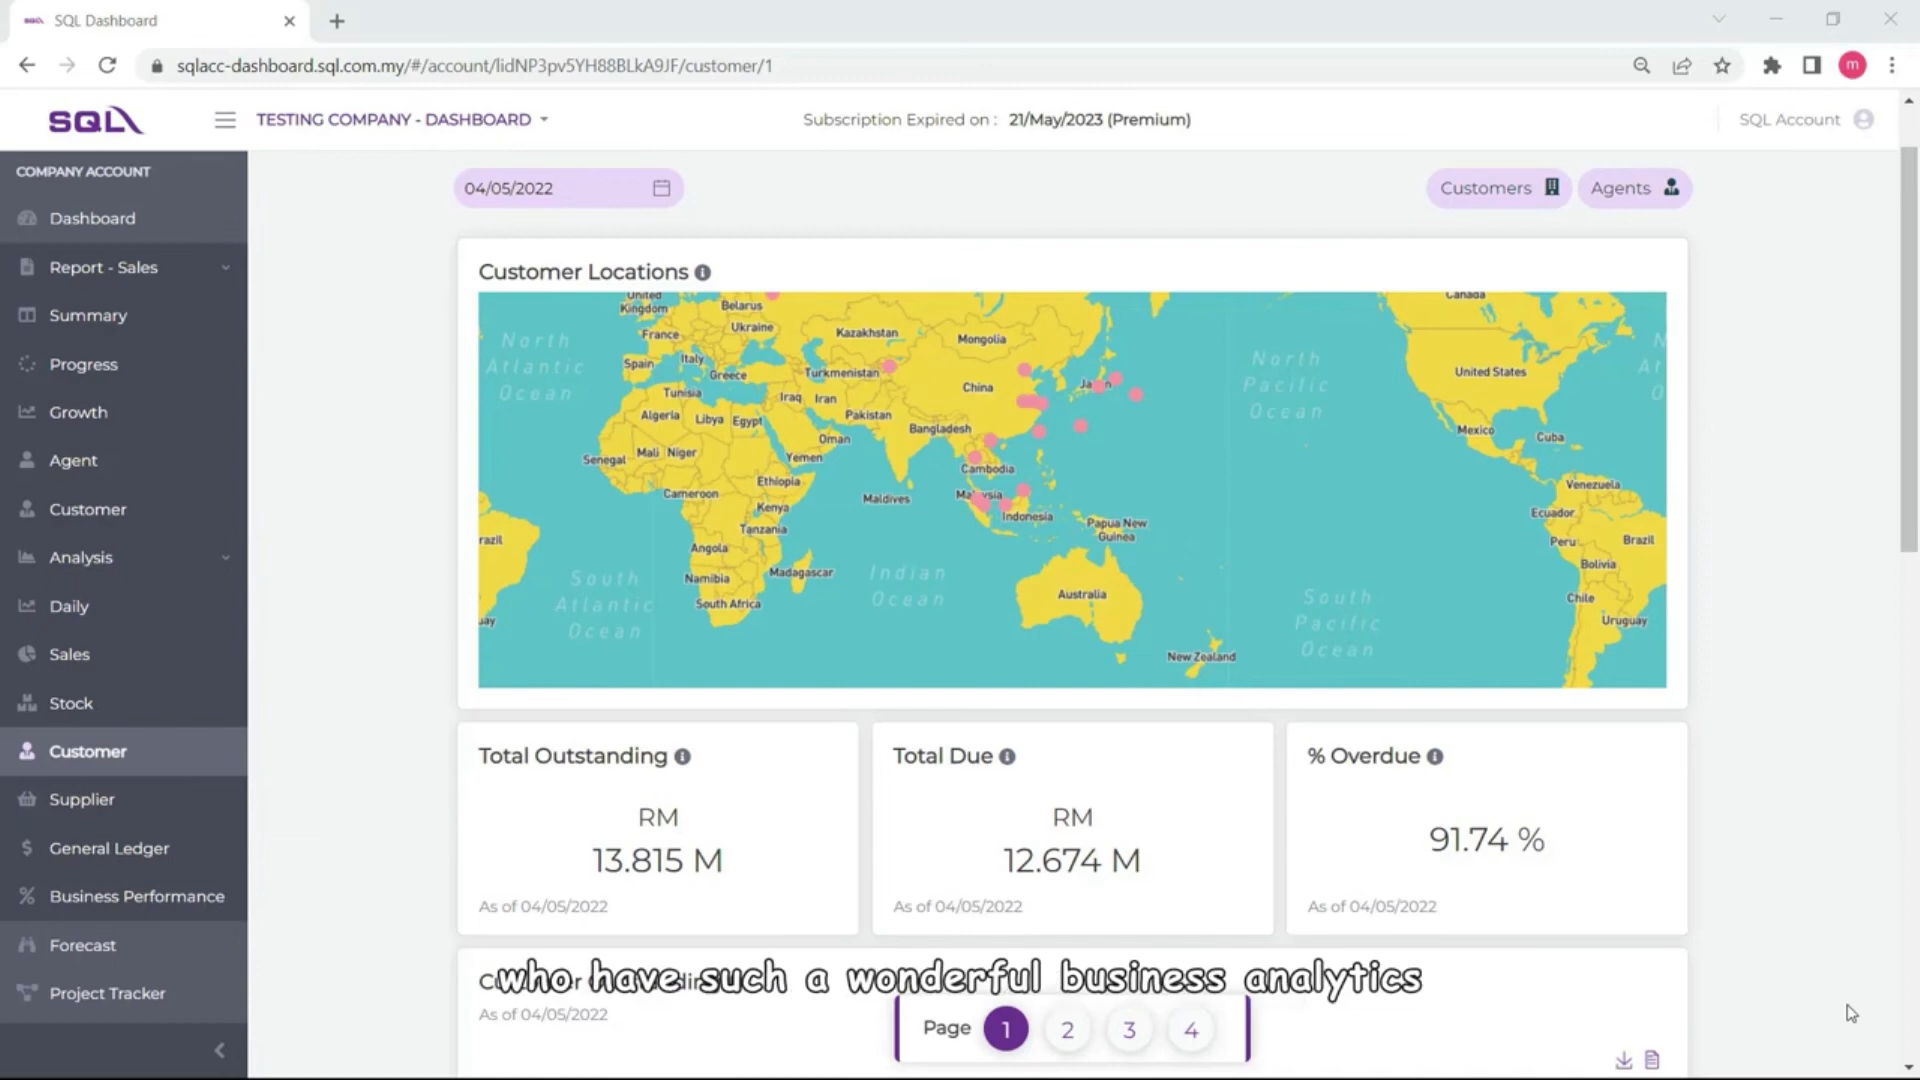 SQL Dashboard
sqlacc-dashboard.sql.com.my/#/account/lidNP3pv5YH88BLkA9JF/customer/1
m
SQL
TESTING COMPANY - DASHBOARD
Subscription Expired on : 21/May/2023 (Premium)
SQL Account
COMPANY ACCOUNT
Dashboard
Report - Sales
Summary
Progress
Growth
Agent
Customer
Analysis
Daily
Sales
Stock
Customer
Supplier
General Ledger
Business Performance
Forecast
Project Tracker
04/05/2022
Customers
Agents
Customer Locations
United
Kingdom
Belarus
Canada
Ukraine
France
Kazakhstan
Mongolia
Spain
Italy
Greece
Turkmenistan
United States
China
Tunisia
Iraq
Iran
Algeria
Libya
Egypt
Pakistan
Bangladesh
Mexico
Cuba
Oman
Senegal
Mali
Niger
Yemen
Cambodia
Ethiopia
Venezuela
Cameroon
Maldives
Kenya
Indonesia
Ecuador
Papua New
Guinea
Tanzania
Peru
Brazil
razil
Angola
Bolivia
Madagascar
Namibia
Australia
Chile
South Africa
Uruguay
uay
New Zealand
North
Atlantic
Ocean
North
Pacific
Ocean
South
Atlantic
Ocean
Indian
Ocean
South
Pacific
Ocean
Total Outstanding
RM
13.815 M
As of 04/05/2022
Total Due
RM
12.674 M
As of 04/05/2022
% Overdue
91.74 %
As of 04/05/2022
who have such a wonderful business analytics
As of 04/05/2022
Page 1 2 3 4